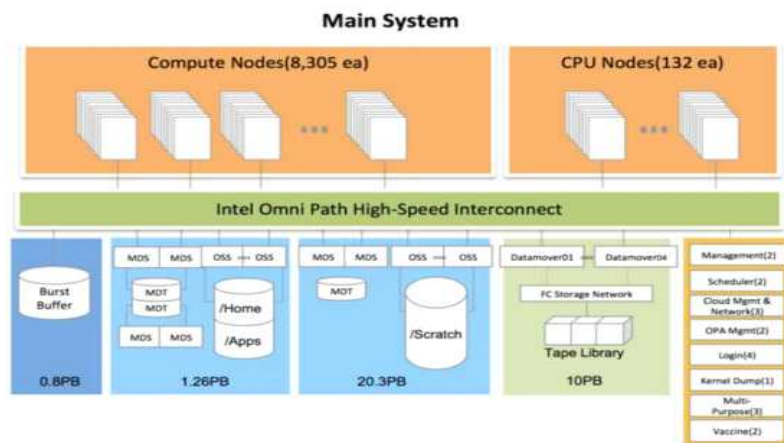 Main System
Compute Nodes(8,305 ea)
CPU Nodes(132 ea)
Intel Omni Path High-Speed Interconnect
Burst
Buffer
0.8PB
MDS MDS OSS OSS
MDT
MDT
MDS MDS
/Home
/Apps
1.26PB
MDS MDS OSS OSS
MDT
/Scratch
20.3PB
Datamover01 Datamover04
FC Storage Network
Tape Library
10PB
Management(2)
Scheduler(2)
Cloud Mgmt &
Network(3)
OPA Mgmt(2)
Login(4)
Kernel Dump(1)
Multi-
Purpose(3)
Vaccine(2)